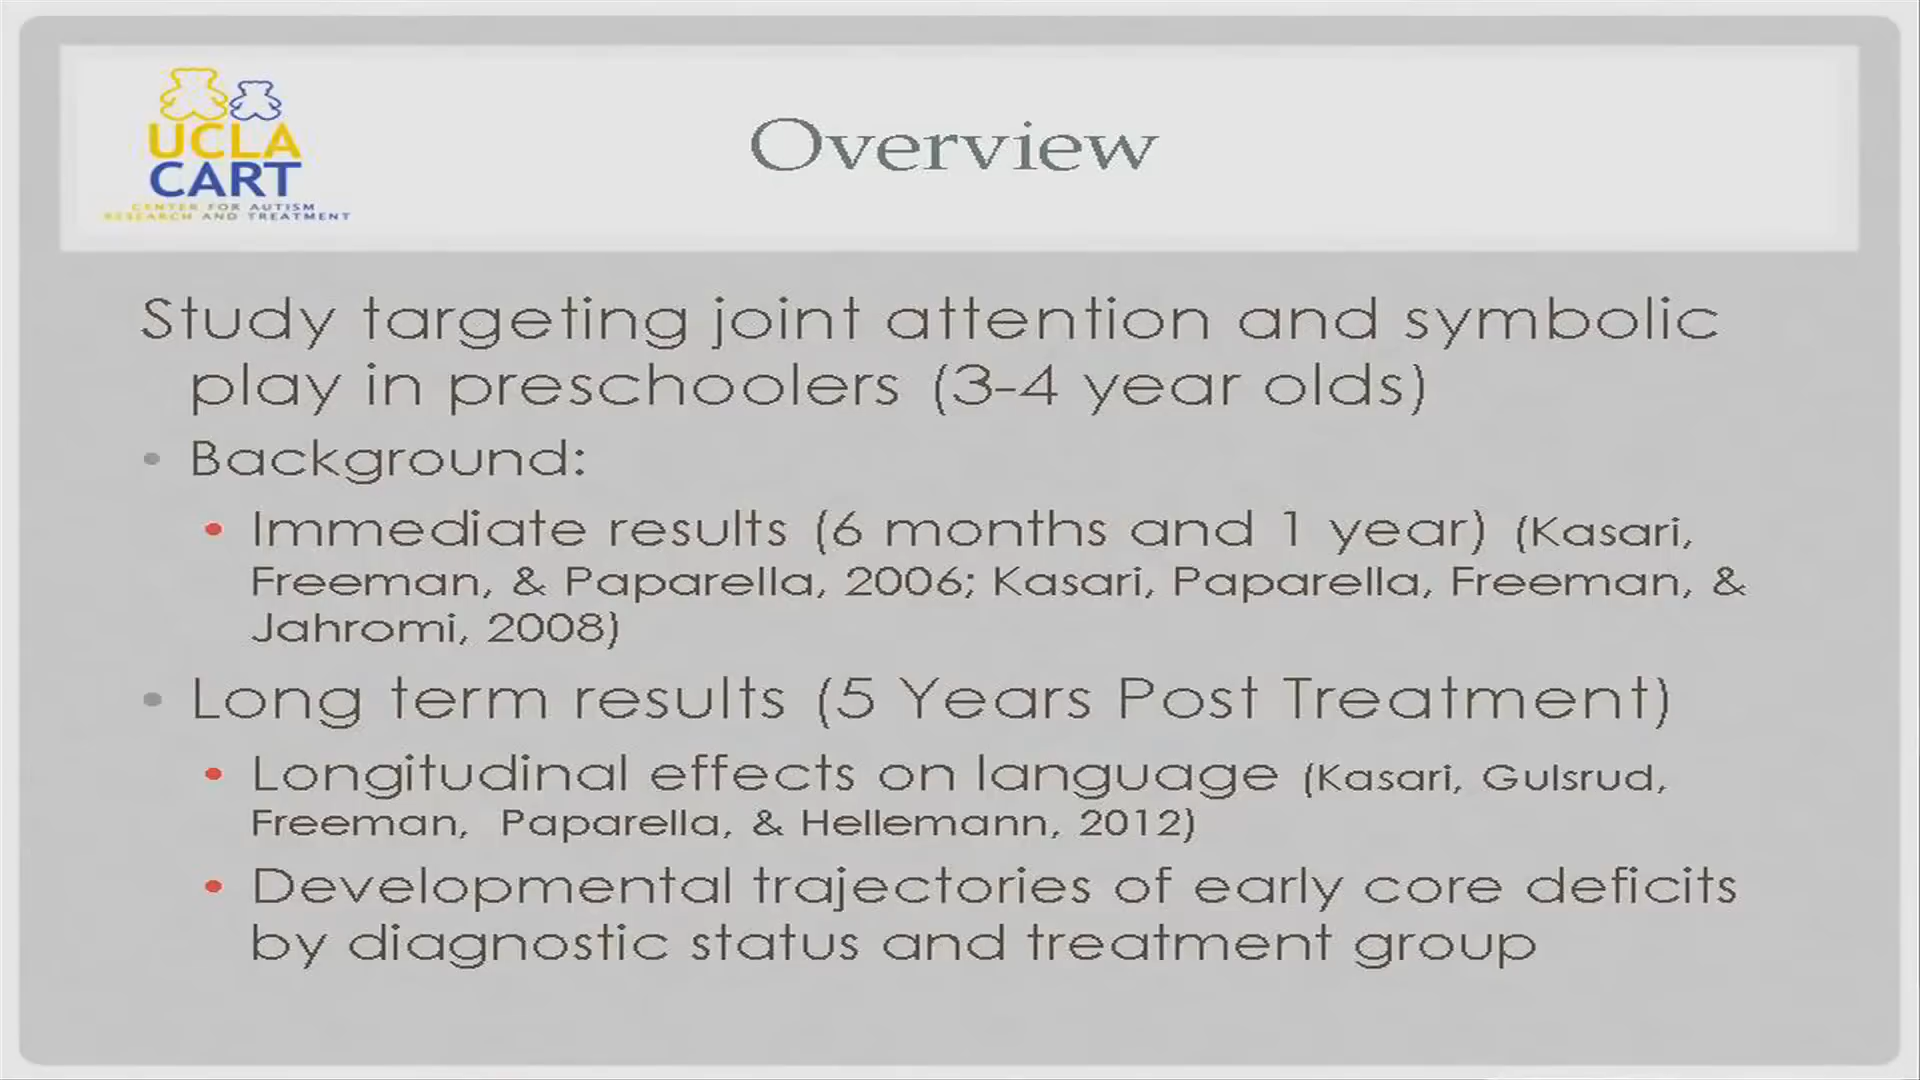 UCLA
CART
CENTER FOR AUTISM
RESEARCH AND TREATMENT
Overview
Study targeting joint attention and symbolic
play in preschoolers (3-4 year olds)
• Background:
• Immediate results (6 months and 1 year) (Kasari,
Freeman, & Paparella, 2006; Kasari, Paparella, Freeman, &
Jahromi, 2008)
• Long term results (5 Years Post Treatment)
• Longitudinal effects on language (Kasari, Gulsrud,
Freeman, Paparella, & Hellemann, 2012)
• Developmental trajectories of early core deficits
by diagnostic status and treatment group